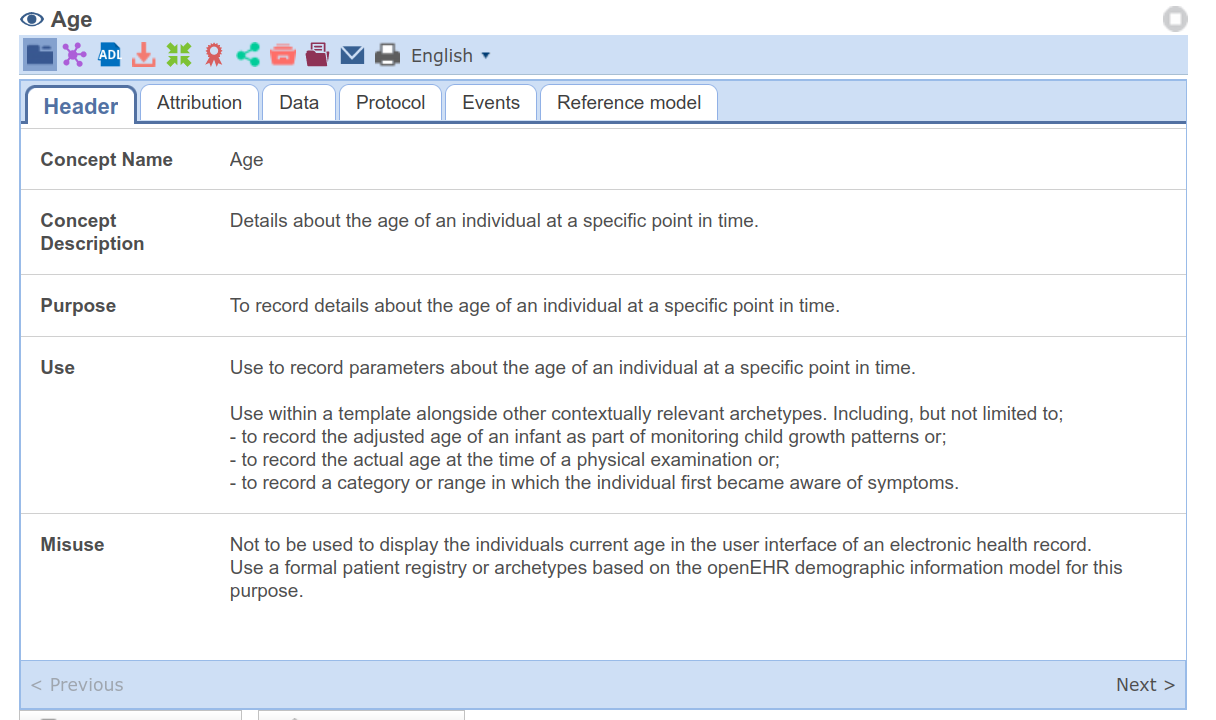 Age
ADL
English
Header
Attribution
Data
Protocol
Events
Reference model
Concept Name
Age
Concept
Description
Details about the age of an individual at a specific point in time.
Purpose
To record details about the age of an individual at a specific point in time.
Use
Use to record parameters about the age of an individual at a specific point in time.
Use within a template alongside other contextually relevant archetypes. Including, but not limited to;
- to record the adjusted age of an infant as part of monitoring child growth patterns or;
- to record the actual age at the time of a physical examination or;
- to record a category or range in which the individual first became aware of symptoms.
Misuse
Not to be used to display the individuals current age in the user interface of an electronic health record.
Use a formal patient registry or archetypes based on the openEHR demographic information model for this
purpose.
< Previous
Next >